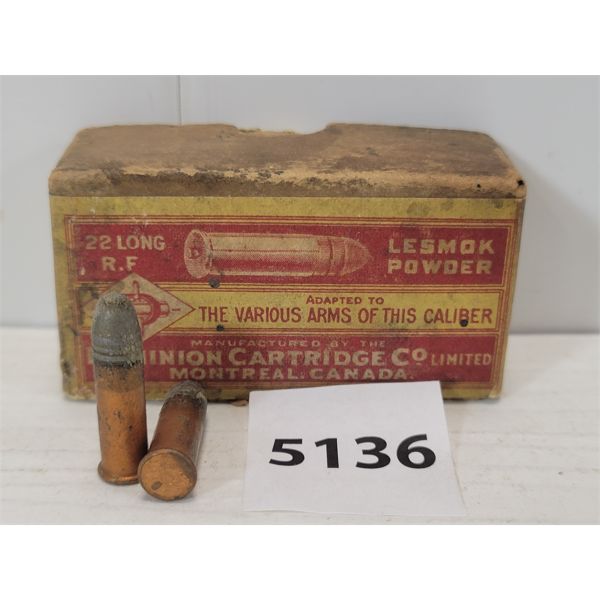 22 LONG
R.F
LESMOK
POWDER
ADAPTED TO
THE VARIOUS ARMS OF THIS CALIBER
MANUFACTURED BY THE
INION CARTRIDGE CO LIMITED
MONTREAL. CANADA.
5136